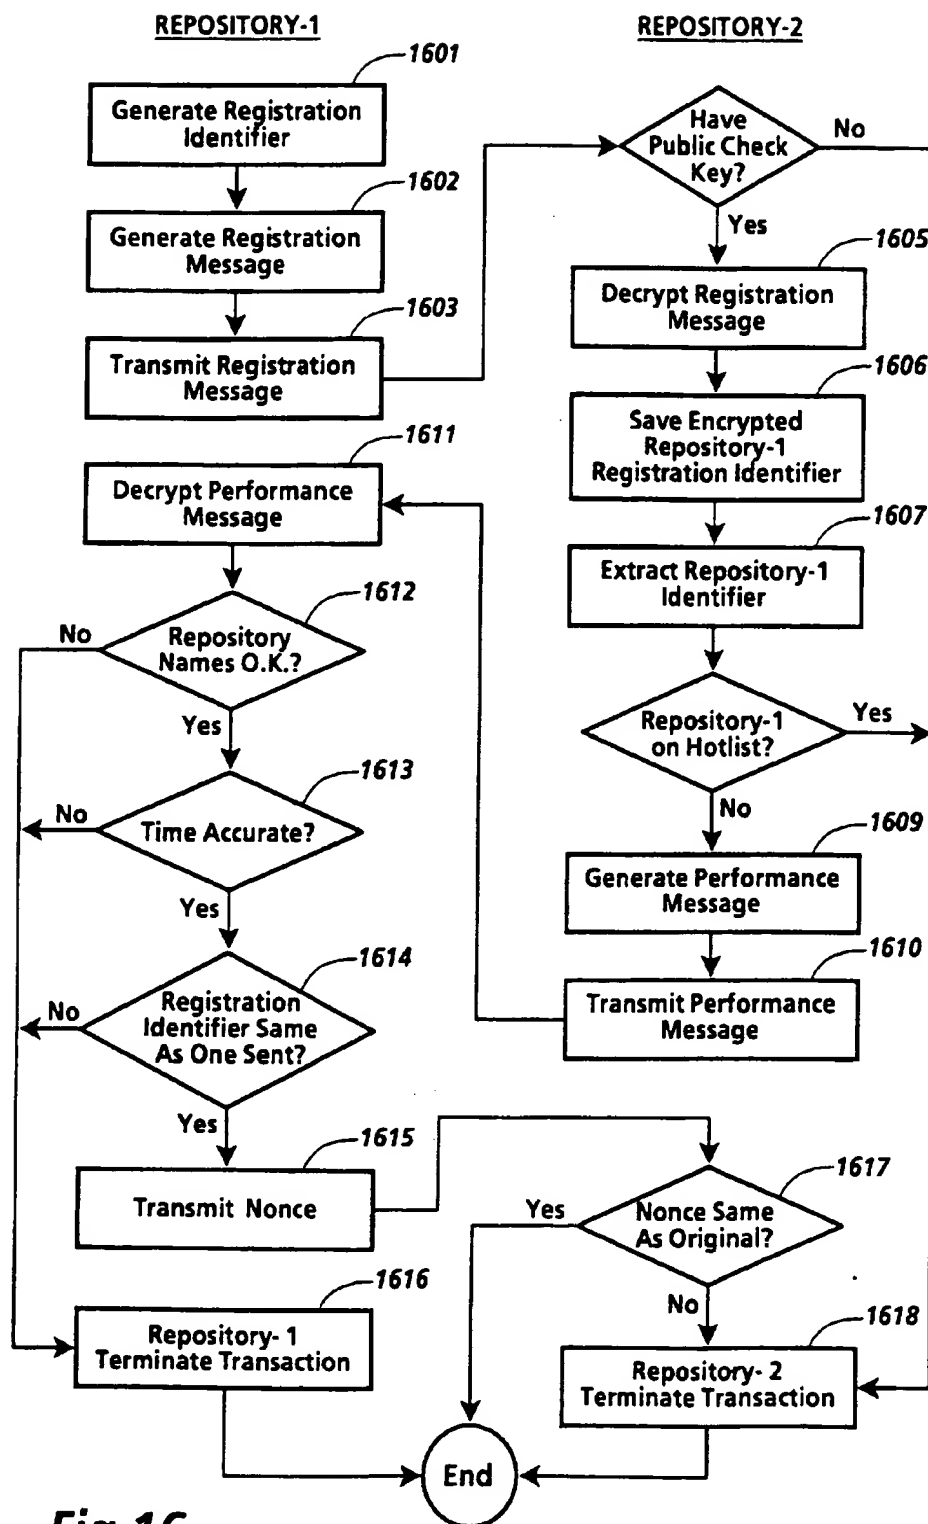 REPOSITORY-1
REPOSITORY-2
1601
Generate Registration
Identifier
1602
Generate Registration
Message
1603
Transmit Registration
Message
Have
Public Check
Key?
No
Yes
1605
Decrypt Registration
Message
1606
Save Encrypted
Repository-1
Registration Identifier
1607
Extract Repository-1
Identifier
Repository-1
on Hotlist?
Yes
No
1609
Generate Performance
Message
1610
Transmit Performance
Message
1611
Decrypt Performance
Message
1612
Repository
Names O.K.?
No
Yes
1613
Time Accurate?
No
Yes
1614
Registration
Identifier Same
As One Sent?
No
Yes
1615
Transmit Nonce
1616
Repository- 1
Terminate Transaction
1617
Nonce Same
As Original?
Yes
No
1618
Repository- 2
Terminate Transaction
End
Fig.16